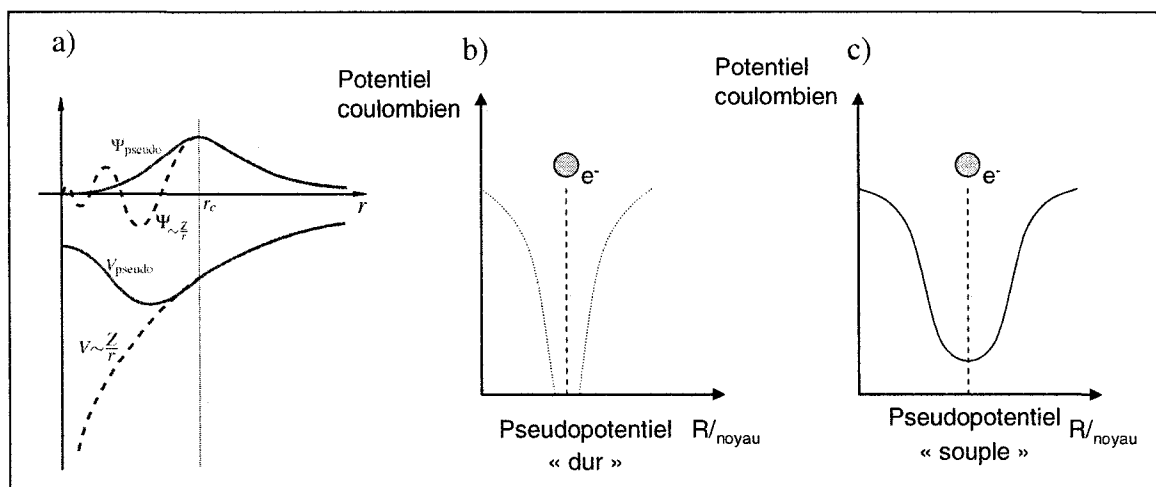 a)
Ψpseudo
rc
r
Ψ~Z/r
Vpseudo
V~Z/r
b)
Potentiel
coulombien
e-
Pseudopotentiel
« dur »
R/noyau
c)
Potentiel
coulombien
e-
Pseudopotentiel
« souple »
R/noyau